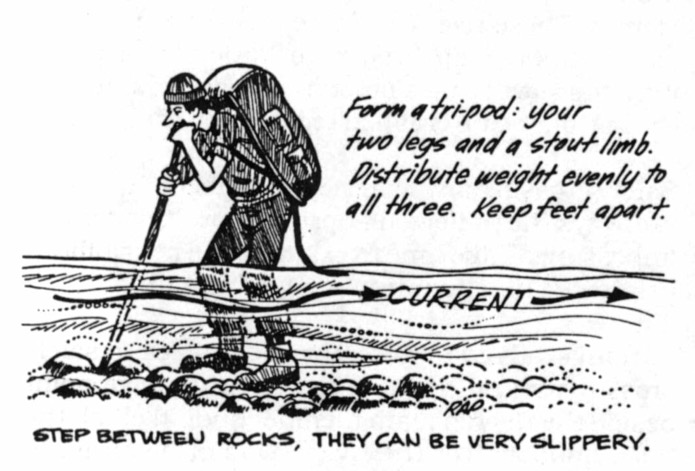 Form a tri-pod: your
two legs and a stout limb.
Distribute weight evenly to
all three. Keep feet apart.
CURRENT
RAP.
STEP BETWEEN ROCKS, THEY CAN BE VERY SLIPPERY.